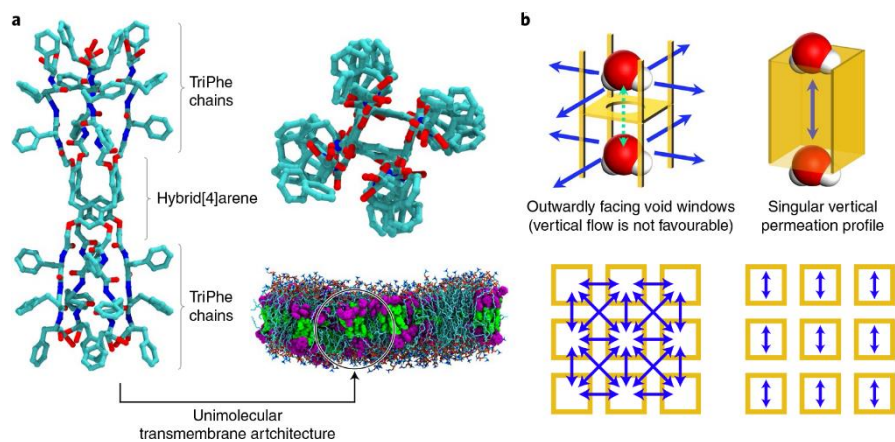 a
TriPhe
chains
Hybrid[4]arene
TriPhe
chains
Unimolecular
transmembrane artchitecture
b
Outwardly facing void windows
(vertical flow is not favourable)
Singular vertical
permeation profile